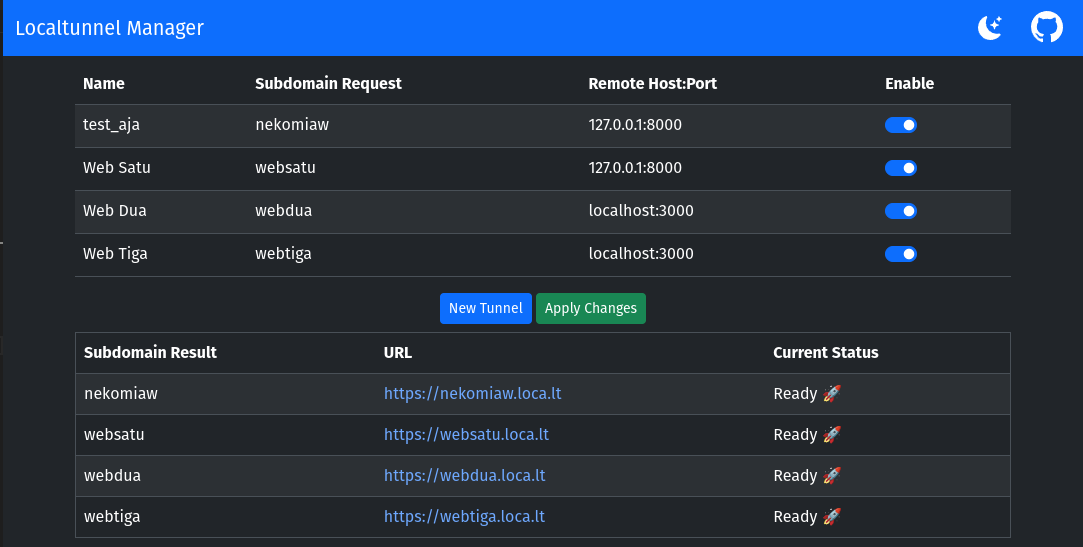 Localtunnel Manager
Name Subdomain Request Remote Host:Port Enable
test_aja nekomiaw 127.0.0.1:8000
Web Satu websatu 127.0.0.1:8000
Web Dua webdua localhost:3000
Web Tiga webtiga localhost:3000
New Tunnel Apply Changes
Subdomain Result URL Current Status
nekomiaw https://nekomiaw.loca.lt Ready 🚀
websatu https://websatu.loca.lt Ready 🚀
webdua https://webdua.loca.lt Ready 🚀
webtiga https://webtiga.loca.lt Ready 🚀